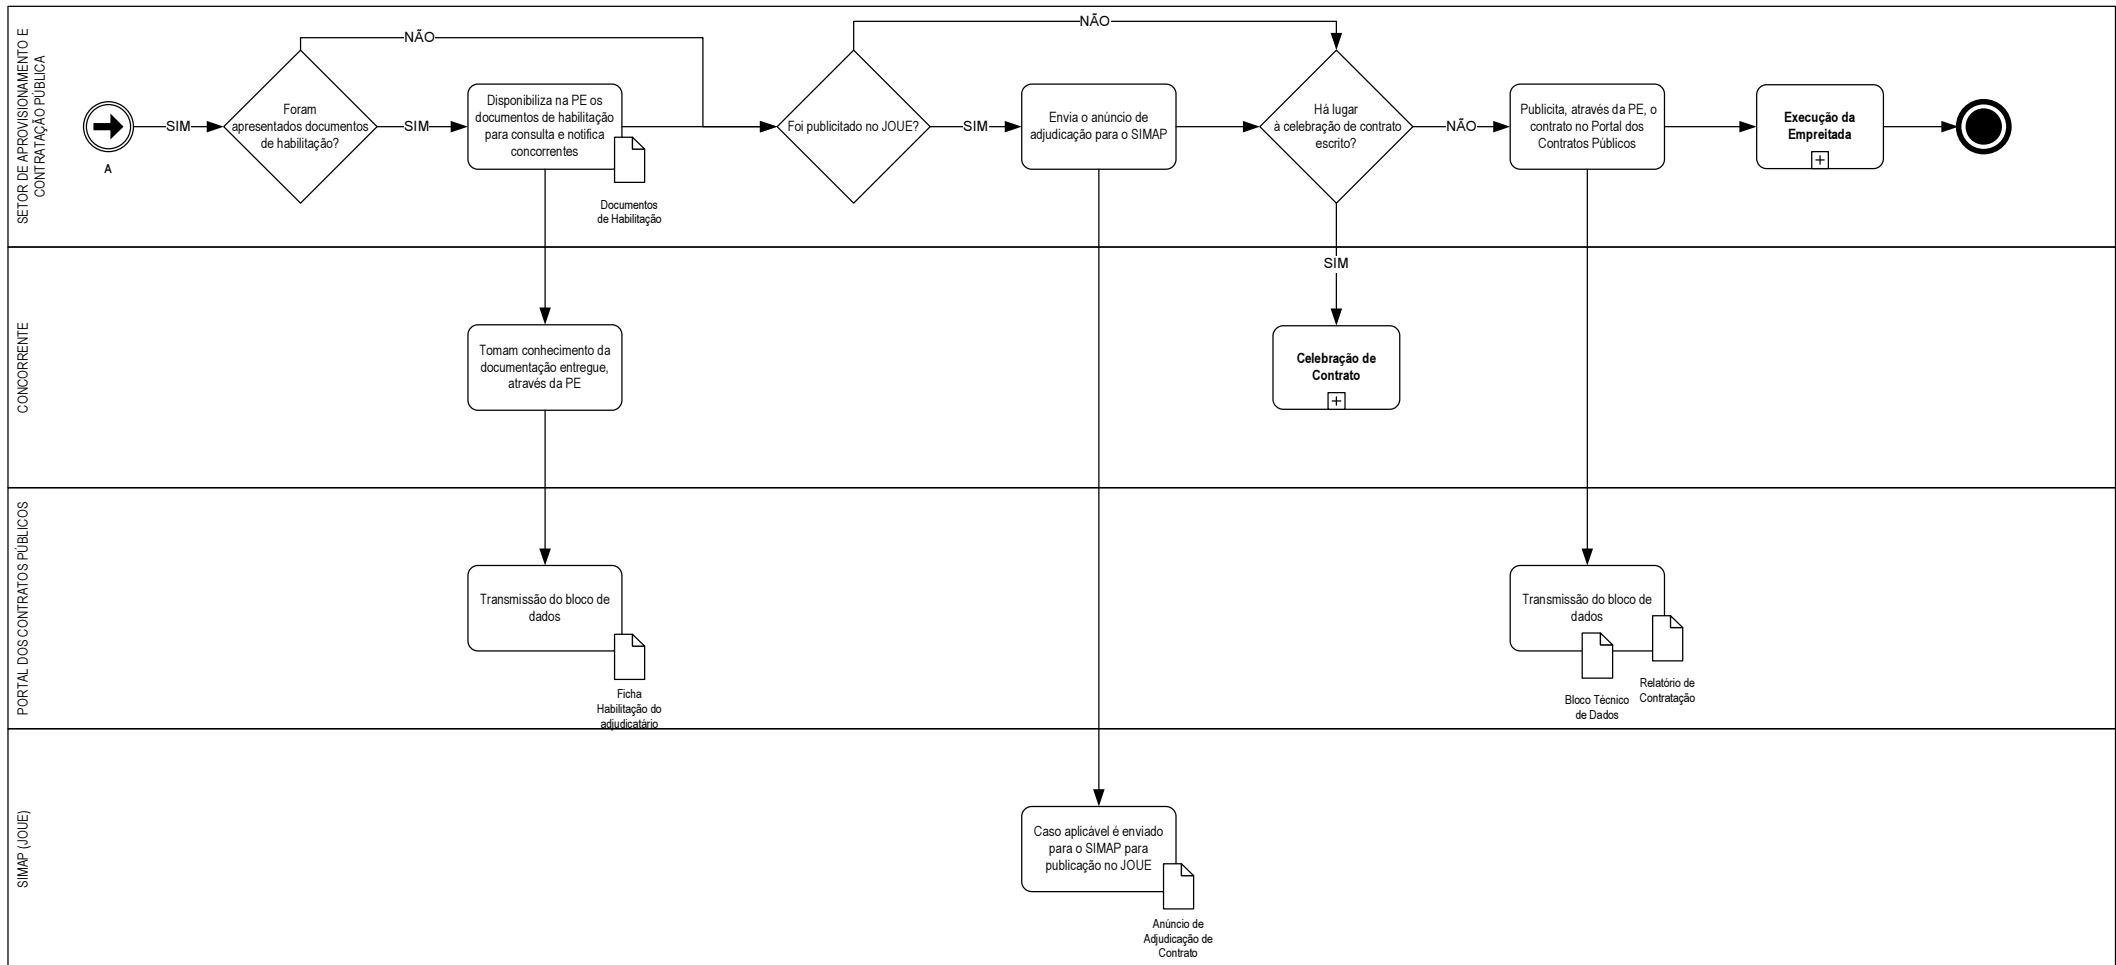 SETOR DE APROVISIONAMENTO E
CONTRATAÇÃO PÚBLICA
A
SIM
Foram
apresentados documentos
de habilitação?
NÃO
SIM
Disponibiliza na PE os
documentos de habilitação
para consulta e notifica
concorrentes
Documentos
de Habilitação
Foi publicitado no JOUE?
NÃO
SIM
Envia o anúncio de
adjudicação para o SIMAP
Há lugar
à celebração de contrato
escrito?
NÃO
Publicita, através da PE, o
contrato no Portal dos
Contratos Públicos
Execução da
Empreitada
CONCORRENTE
Tomam conhecimento da
documentação entregue,
através da PE
SIM
Celebração de
Contrato
PORTAL DOS CONTRATOS PÚBLICOS
Transmissão do bloco de
dados
Ficha
Habilitação do
adjudicatário
Transmissão do bloco de
dados
Bloco Técnico
de Dados
Relatório de
Contratação
SIMAP (JOUE)
Caso aplicável é enviado
para o SIMAP para
publicação no JOUE
Anúncio de
Adjudicação de
Contrato